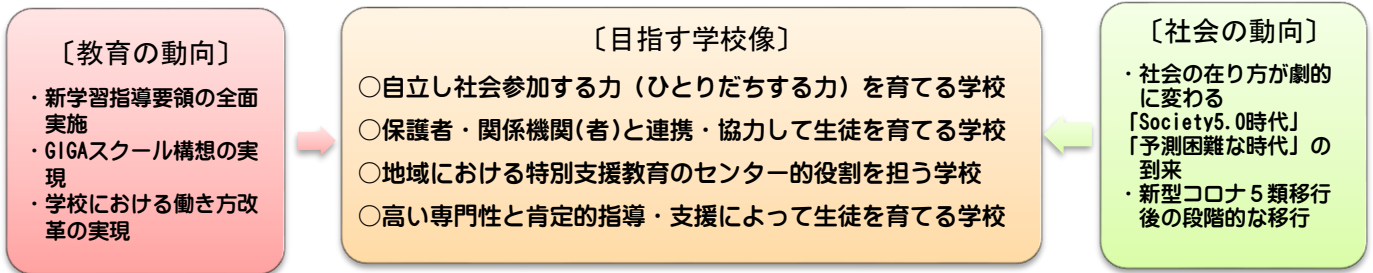 〔教育の動向〕
・新学習指導要領の全面
実施
・GIGAスクール構想の実
現
・学校における働き方改
革の実現
〔目指す学校像〕
○自立し社会参加する力（ひとりだちする力）を育てる学校
○保護者・関係機関(者)と連携・協力して生徒を育てる学校
○地域における特別支援教育のセンター的役割を担う学校
○高い専門性と肯定的指導・支援によって生徒を育てる学校
〔社会の動向〕
・社会の在り方が劇的
に変わる
「Society5.0時代」
「予測困難な時代」の
到来
・新型コロナ５類移行
後の段階的な移行